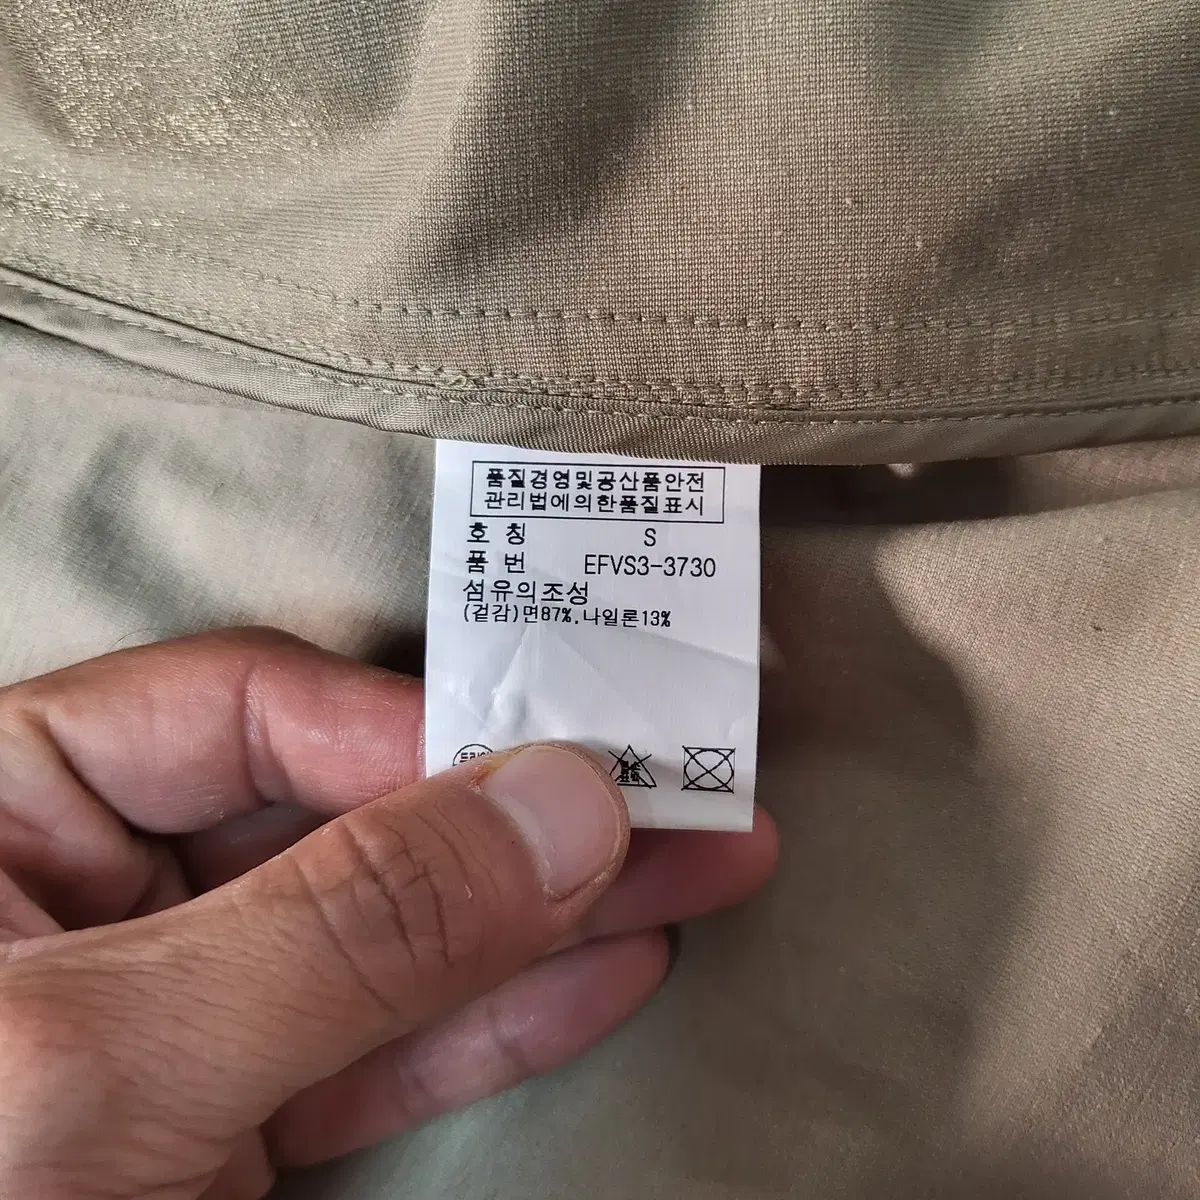 품질경영및공산품안전
관리법에의한품질표시
호 칭 S
품 번 EFVS3-3730
섬유의조성
(겉감)면87%,나일론13%